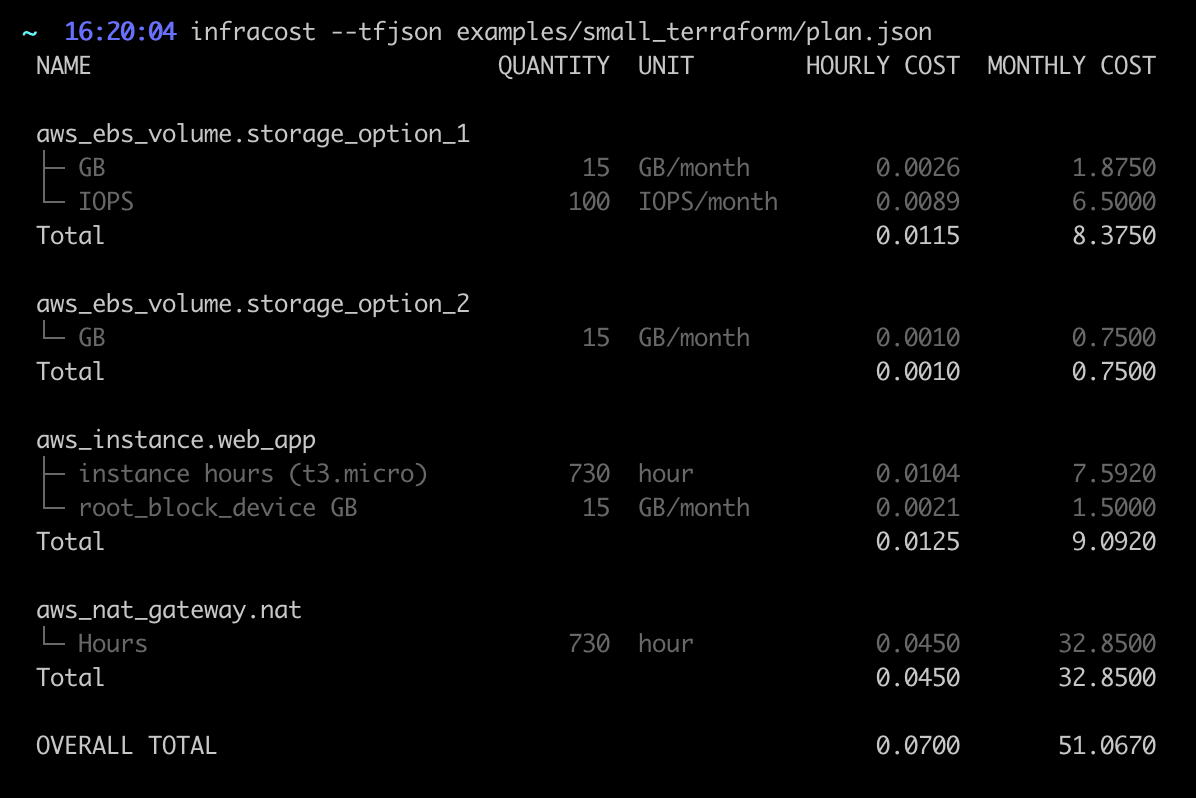 ~ 16:20:04 infracost --tfjson examples/small_terraform/plan.json
NAME QUANTITY UNIT HOURLY COST MONTHLY COST
aws_ebs_volume.storage_option_1
├─ GB 15 GB/month 0.0026 1.8750
└─ IOPS 100 IOPS/month 0.0089 6.5000
Total 0.0115 8.3750
aws_ebs_volume.storage_option_2
└─ GB 15 GB/month 0.0010 0.7500
Total 0.0010 0.7500
aws_instance.web_app
├─ instance hours (t3.micro) 730 hour 0.0104 7.5920
└─ root_block_device GB 15 GB/month 0.0021 1.5000
Total 0.0125 9.0920
aws_nat_gateway.nat
└─ Hours 730 hour 0.0450 32.8500
Total 0.0450 32.8500
OVERALL TOTAL 0.0700 51.0670